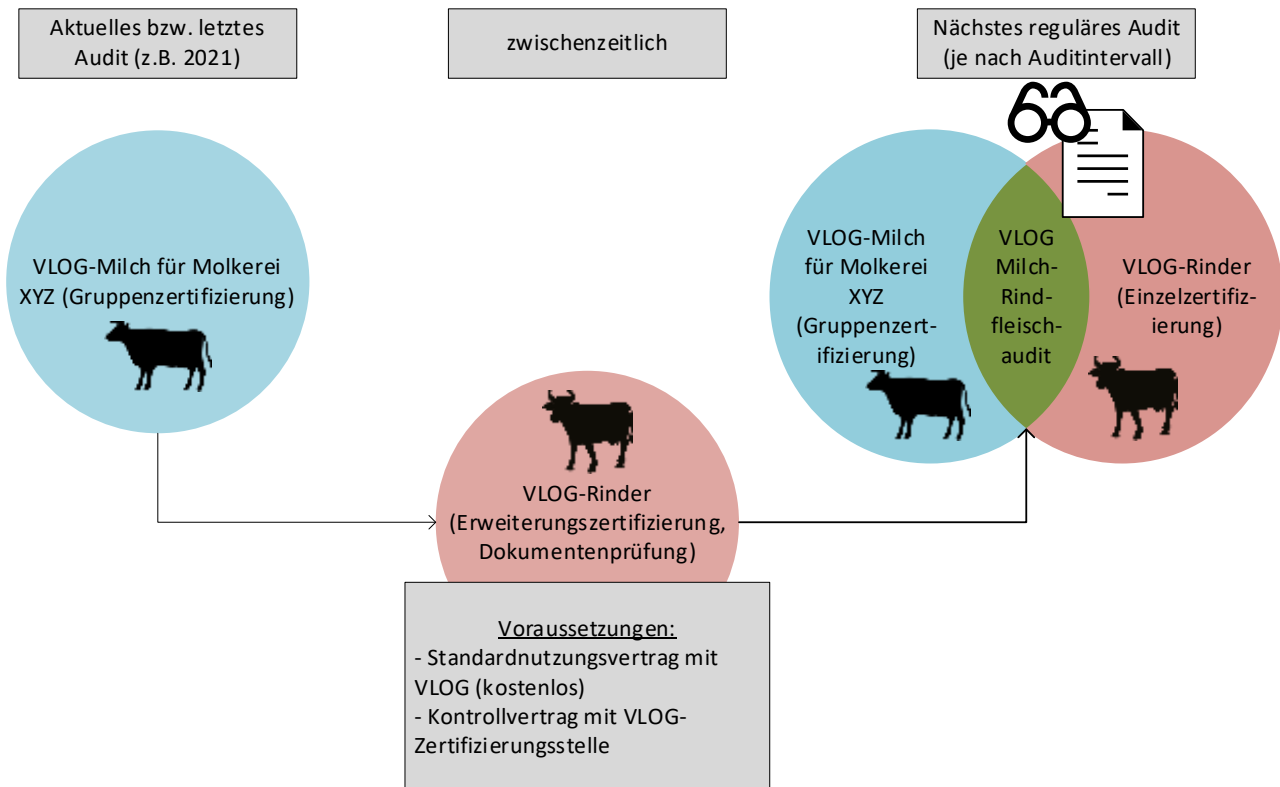 Aktuelles bzw. letztes
Audit (z.B. 2021)
zwischenzeitlich
Nächstes reguläres Audit
(je nach Auditintervall)
VLOG-Milch für Molkerei
XYZ (Gruppenzertifizierung)
VLOG-Rinder
(Erweiterungszertifizierung,
Dokumentenprüfung)
Voraussetzungen:
- Standardnutzungsvertrag mit
VLOG (kostenlos)
- Kontrollvertrag mit VLOG-
Zertifizierungsstelle
VLOG-Milch
für Molkerei
XYZ
(Gruppenzert-
ifizierung)
VLOG
Milch-
Rind-
fleisch-
audit
VLOG-Rinder
(Einzelzertifiz-
ierung)